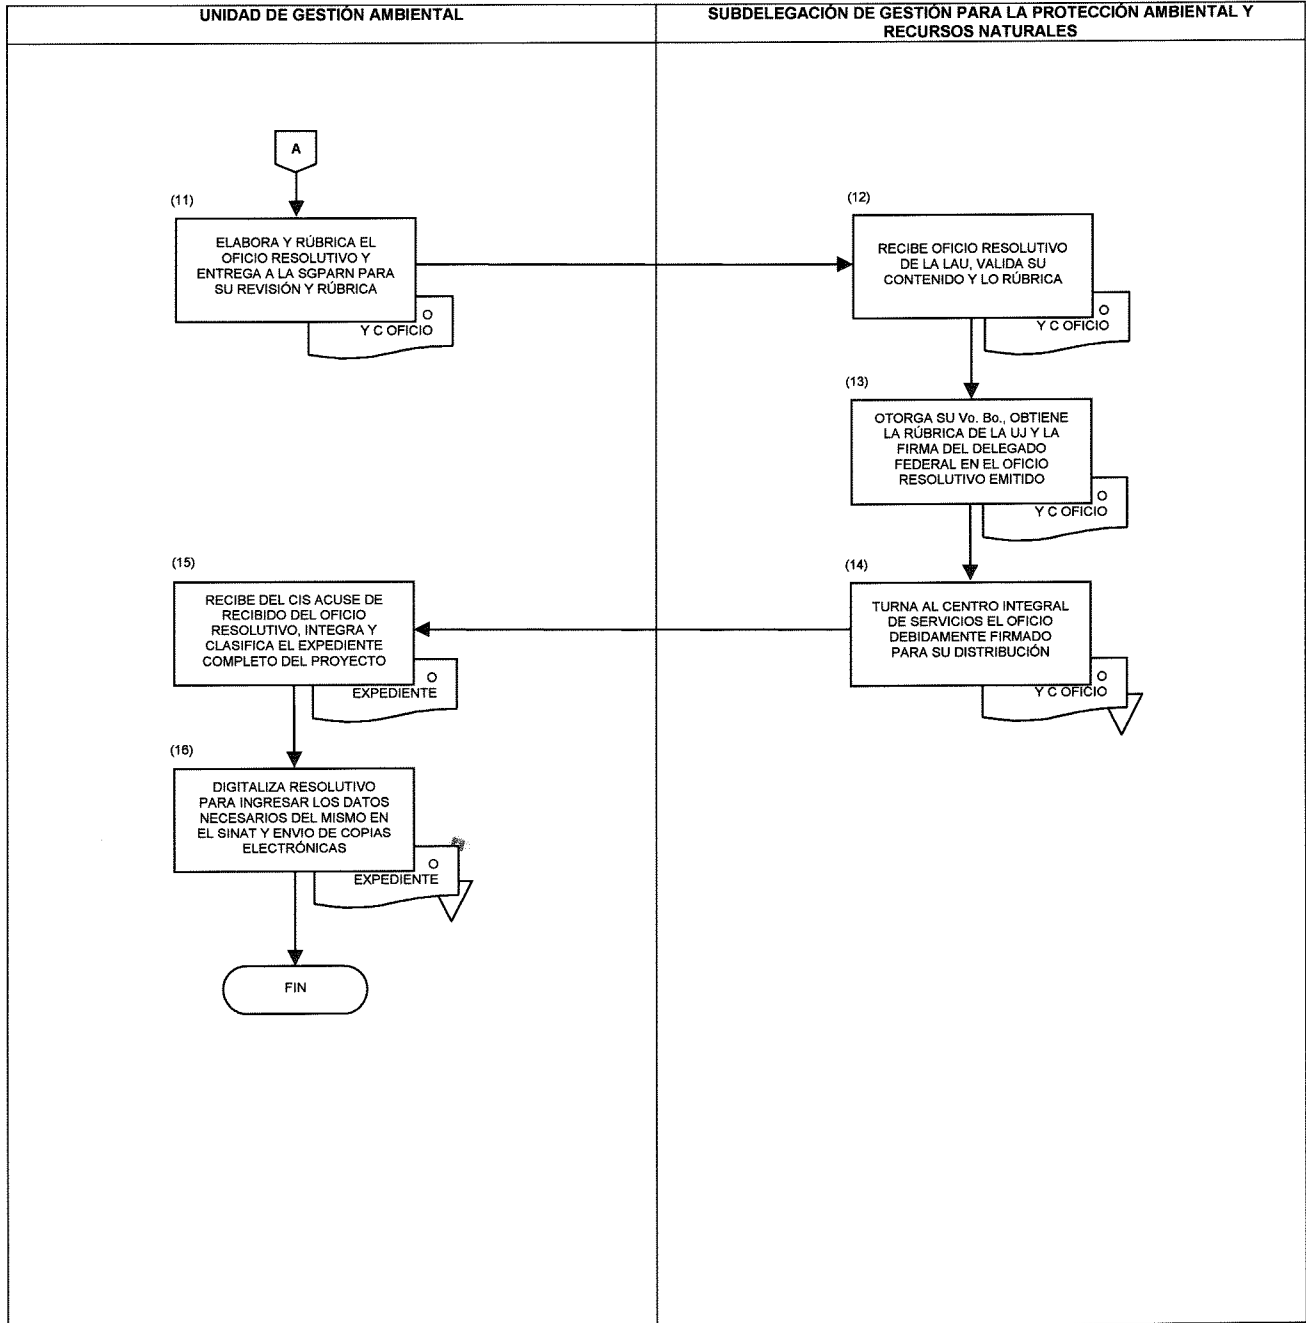 UNIDAD DE GESTIÓN AMBIENTAL
SUBDELEGACIÓN DE GESTIÓN PARA LA PROTECCIÓN AMBIENTAL Y
RECURSOS NATURALES
A
(11)
ELABORA Y RÚBRICA EL
OFICIO RESOLUTIVO Y
ENTREGA A LA SGPARN PARA
SU REVISIÓN Y RÚBRICA
O
Y C OFICIO
(12)
RECIBE OFICIO RESOLUTIVO
DE LA LAU, VALIDA SU
CONTENIDO Y LO RÚBRICA
O
Y C OFICIO
(13)
OTORGA SU Vo. Bo., OBTIENE
LA RÚBRICA DE LA UJ Y LA
FIRMA DEL DELEGADO
FEDERAL EN EL OFICIO
RESOLUTIVO EMITIDO
O
Y C OFICIO
(14)
TURNA AL CENTRO INTEGRAL
DE SERVICIOS EL OFICIO
DEBIDAMENTE FIRMADO
PARA SU DISTRIBUCIÓN
O
Y C OFICIO
(15)
RECIBE DEL CIS ACUSE DE
RECIBIDO DEL OFICIO
RESOLUTIVO, INTEGRA Y
CLASIFICA EL EXPEDIENTE
COMPLETO DEL PROYECTO
O
EXPEDIENTE
(16)
DIGITALIZA RESOLUTIVO
PARA INGRESAR LOS DATOS
NECESARIOS DEL MISMO EN
EL SINAT Y ENVIO DE COPIAS
ELECTRÓNICAS
O
EXPEDIENTE
FIN